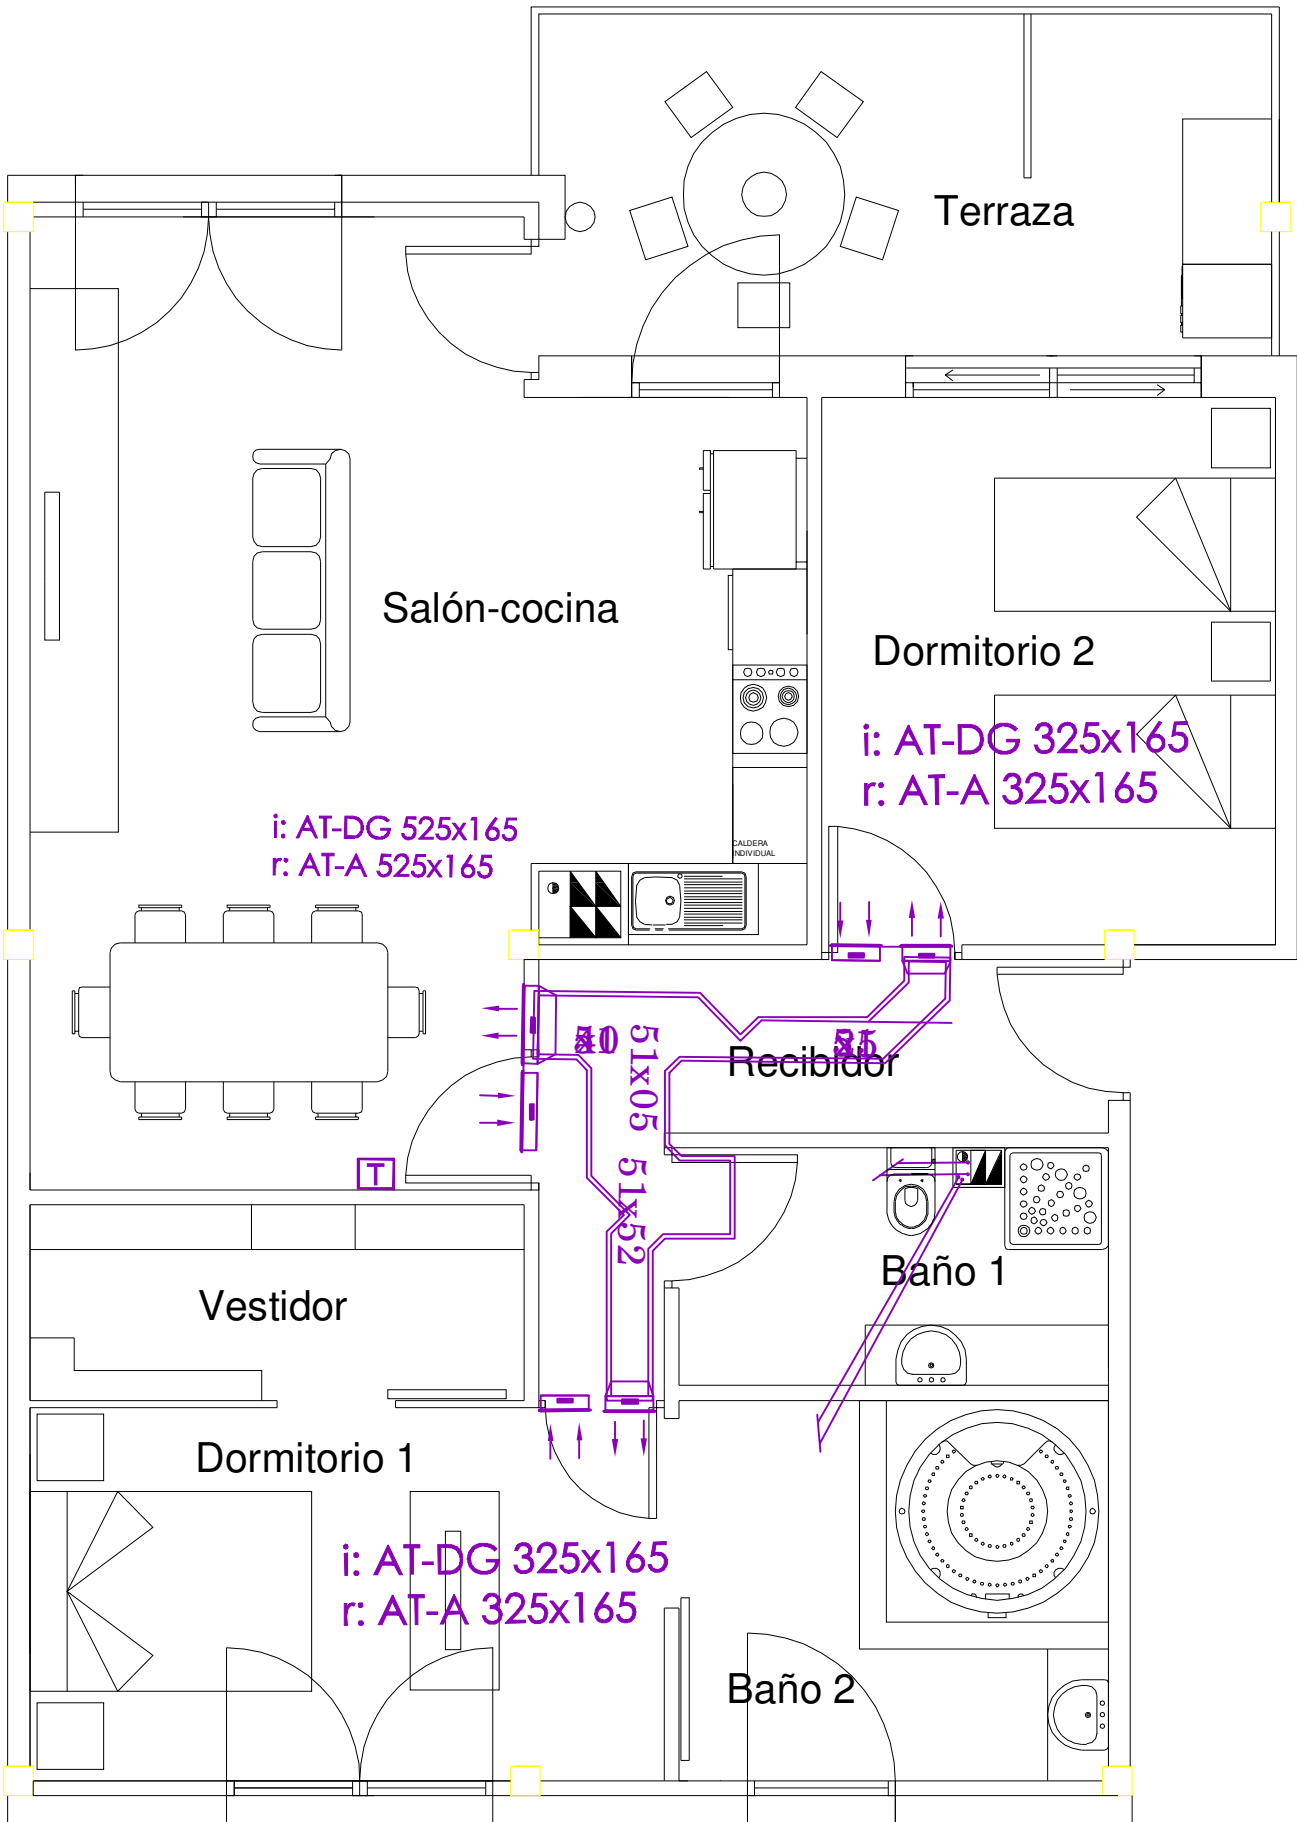 Terraza
Salón-cocina
Dormitorio 2
i: AT-DG 325x165
r: AT-A 325x165
i: AT-DG 525x165
r: AT-A 525x165
CALDERA
INDIVIDUAL
Recibidor
T
Baño 1
Vestidor
Dormitorio 1
i: AT-DG 325x165
r: AT-A 325x165
Baño 2